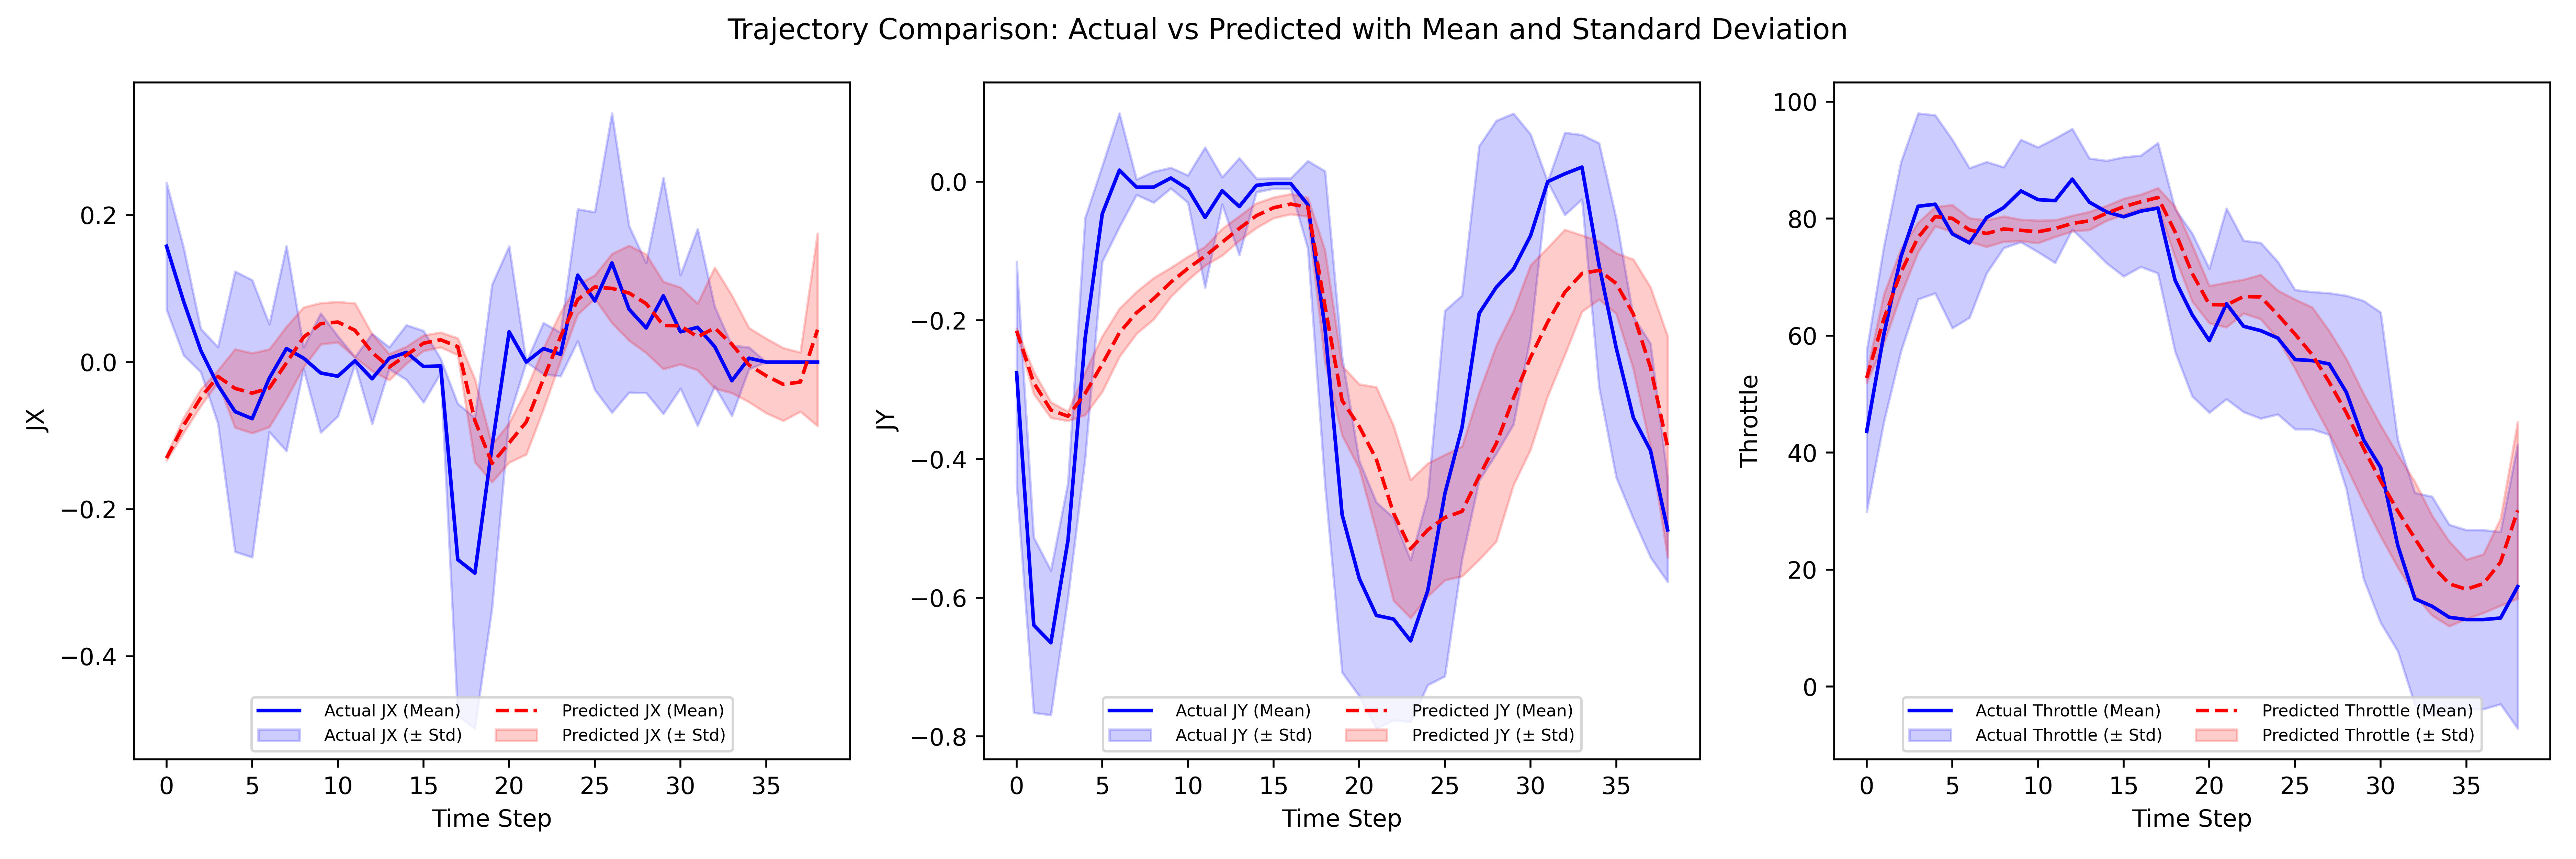 Trajectory Comparison: Actual vs Predicted with Mean and Standard Deviation
JX
0.2
0.0
−0.2
−0.4
Actual JX (Mean)
Actual JX (± Std)
Predicted JX (Mean)
Predicted JX (± Std)
0 5 10 15 20 25 30 35
Time Step
JY
0.0
−0.2
−0.4
−0.6
−0.8
Actual JY (Mean)
Actual JY (± Std)
Predicted JY (Mean)
Predicted JY (± Std)
0 5 10 15 20 25 30 35
Time Step
Throttle
100
80
60
40
20
0
Actual Throttle (Mean)
Actual Throttle (± Std)
Predicted Throttle (Mean)
Predicted Throttle (± Std)
0 5 10 15 20 25 30 35
Time Step